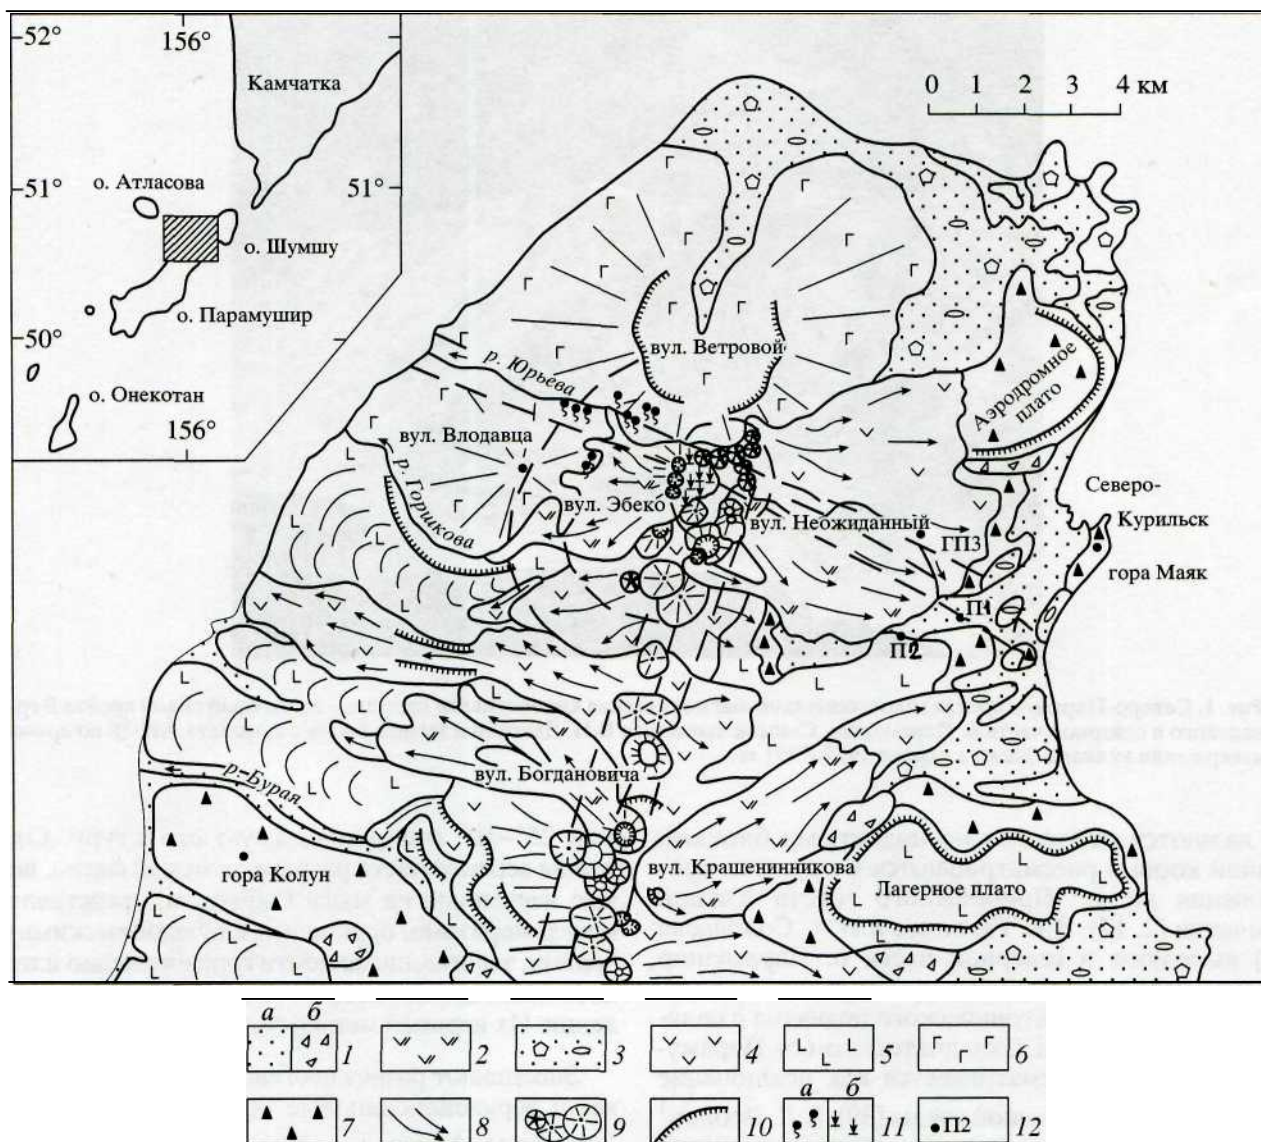 52°
156°
Камчатка
0 1 2 3 4 км
51°
о. Атласова
51°
о. Шумшу
о. Парамушир
50°
о. Онекотан
156°
вул. Ветровой
р. Юрьева
Аэродромное
плато
вул. Влодавца
р. Горшкова
вул. Эбеко
вул. Неожиданный
Северо-
Курильск
ГП3
гора Маяк
П1
П2
вул. Богдановича
р. Бурая
гора Колун
вул. Крашенинникова
Лагерное плато
а б
1 2 3 4 5 6
а б
7 8 9 10 11 П2 12